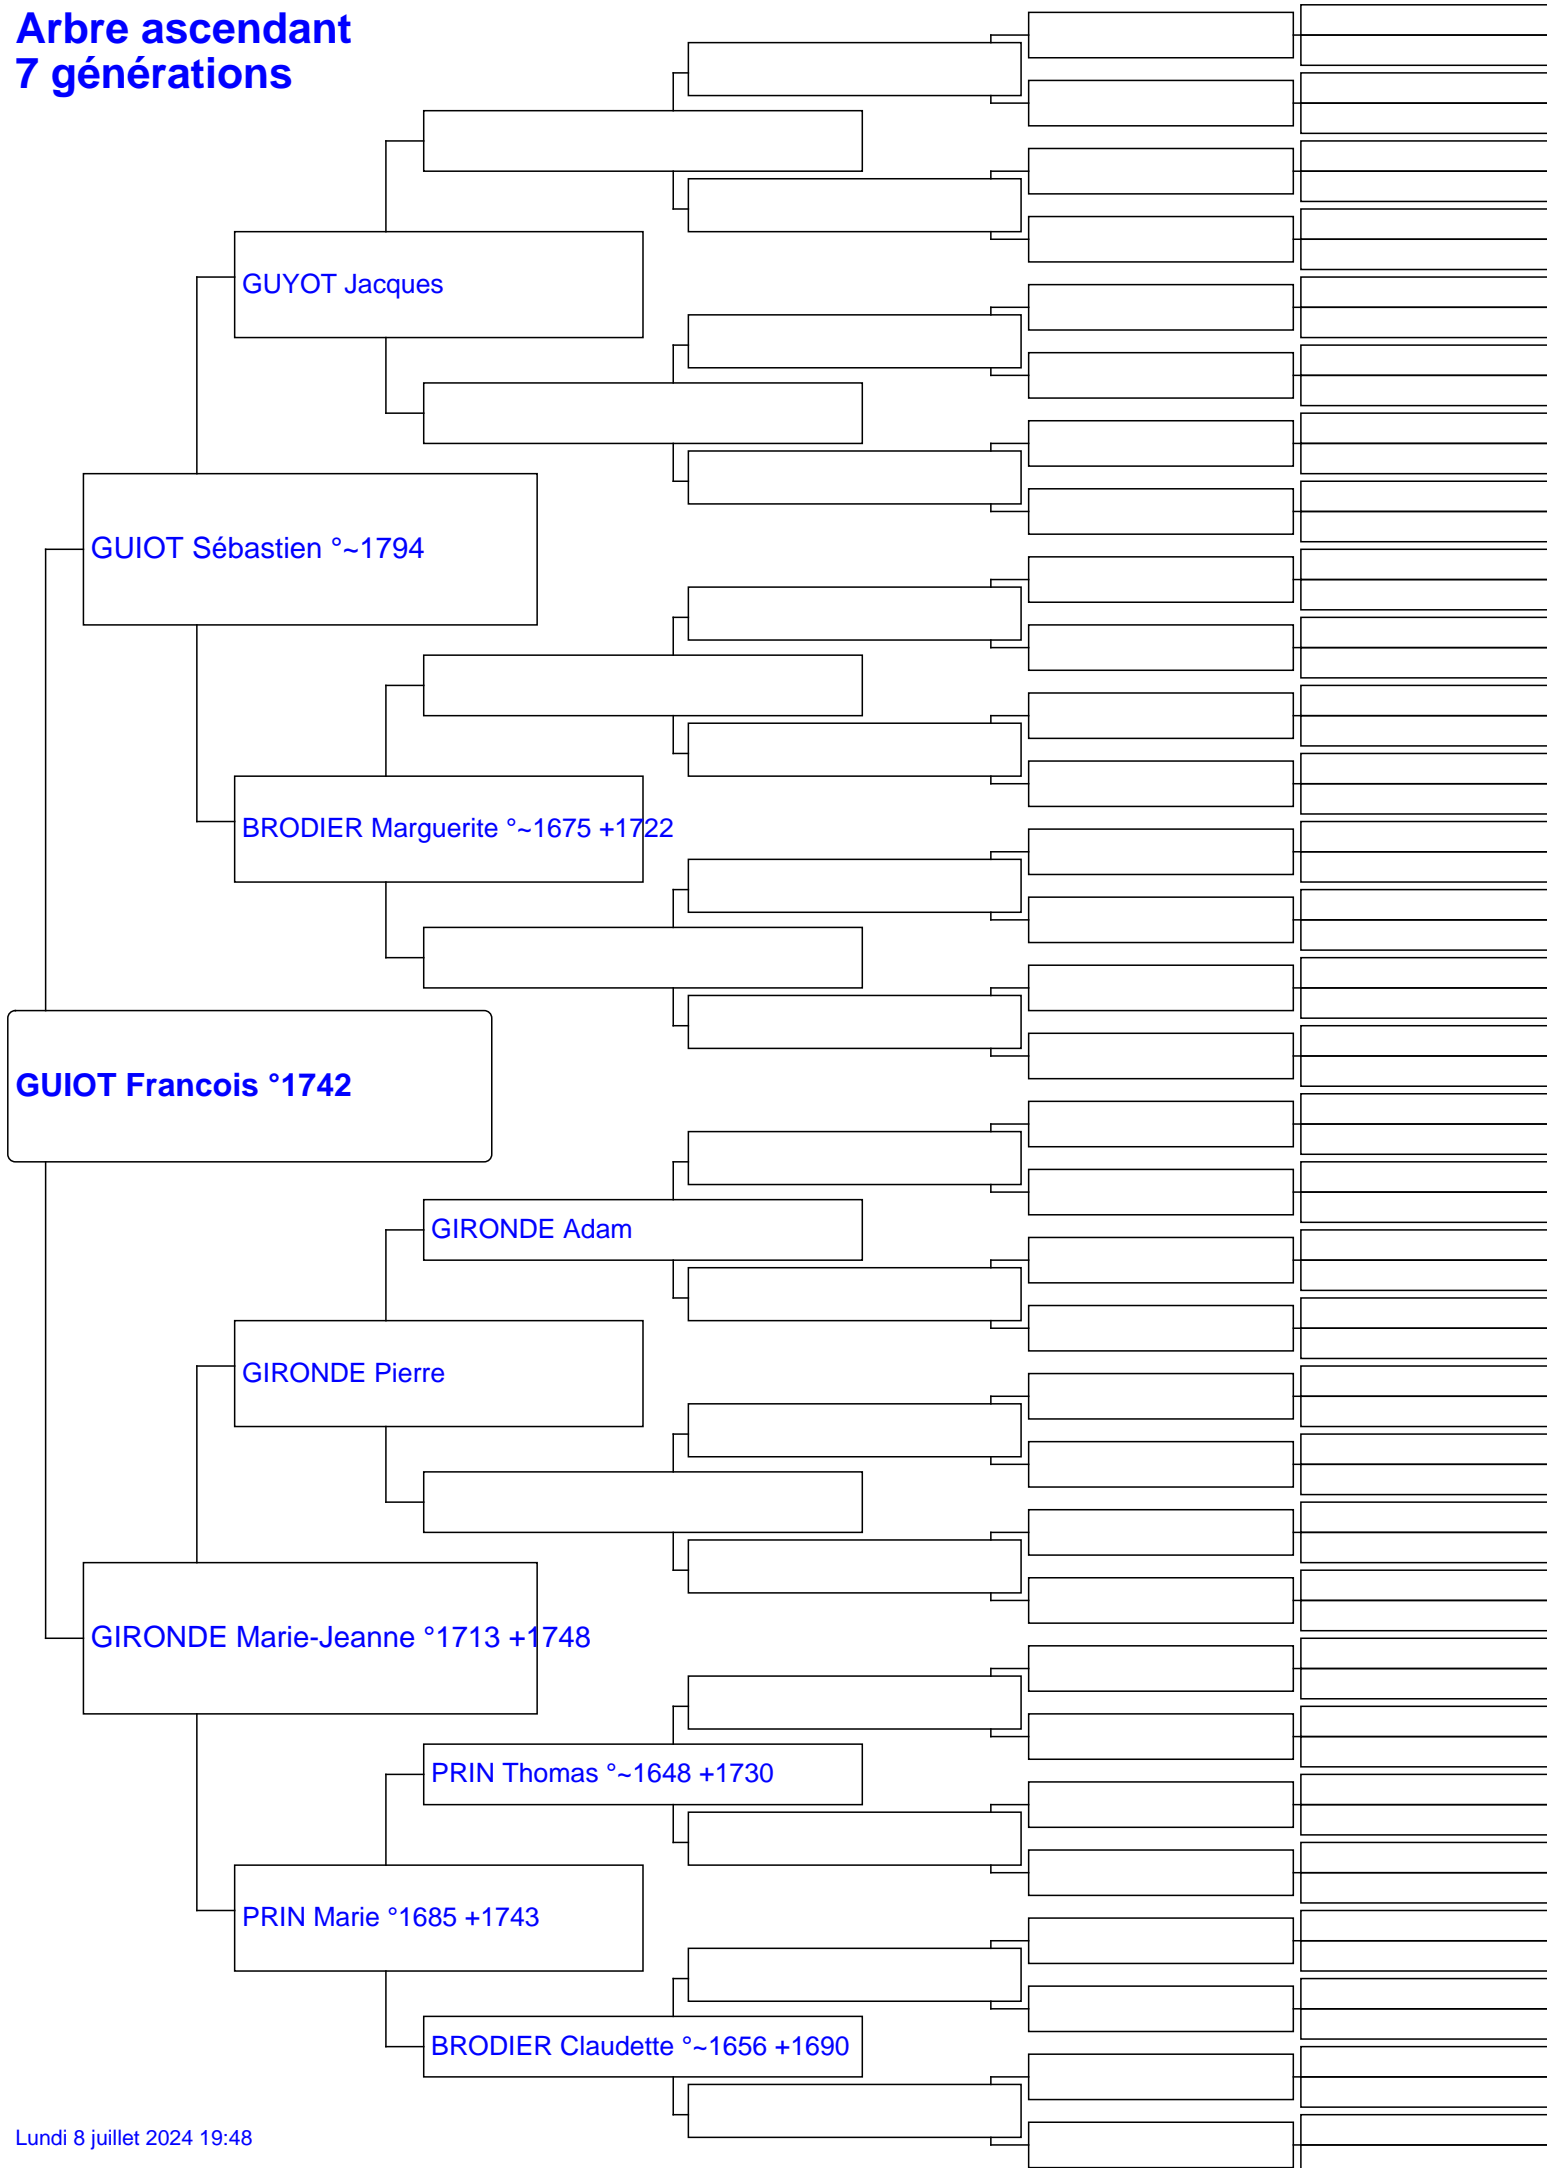 Arbre ascendant
7 générations
GUYOT Jacques
GUIOT Sébastien °~1794
BRODIER Marguerite °~1675 +1722
GUIOT Francois °1742
GIRONDE Adam
GIRONDE Pierre
GIRONDE Marie-Jeanne °1713 +1748
PRIN Thomas °~1648 +1730
PRIN Marie °1685 +1743
BRODIER Claudette °~1656 +1690
Lundi 8 juillet 2024 19:48